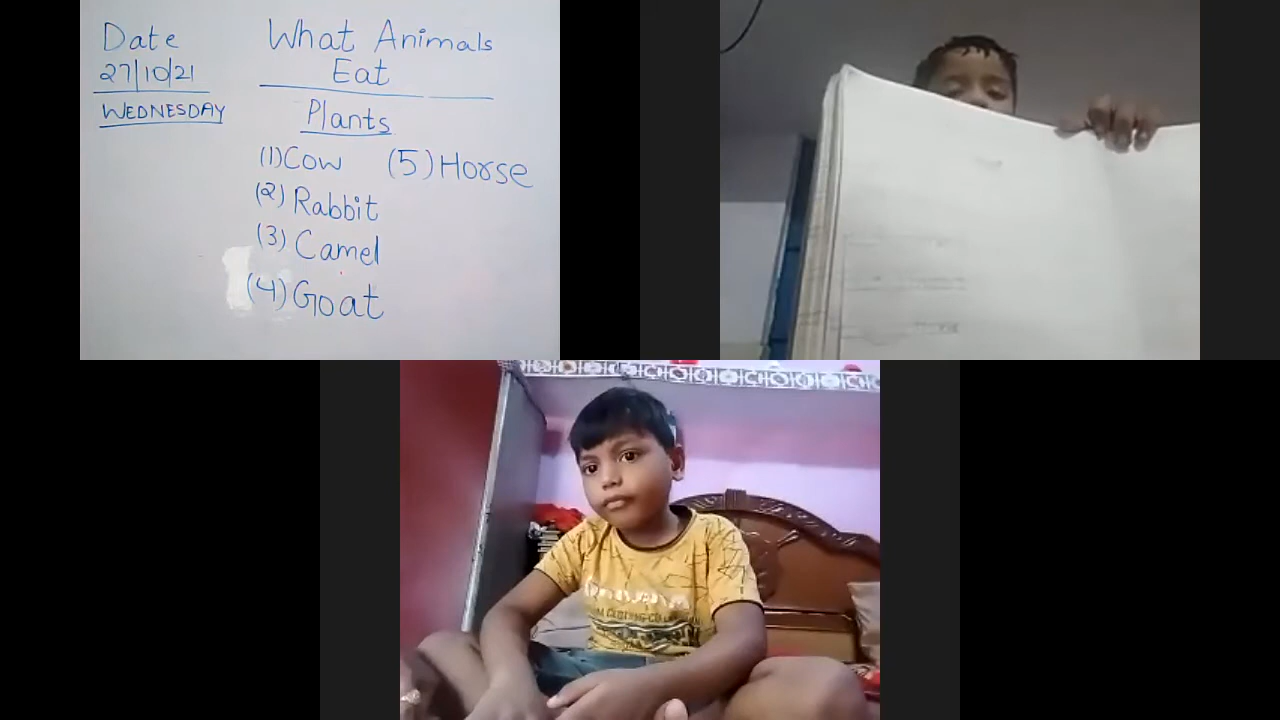 Date
27/10/21
WEDNESDAY
What Animals
Eat
Plants
(1) Cow (5) Horse
(2) Rabbit
(3) Camel
(4) Goat